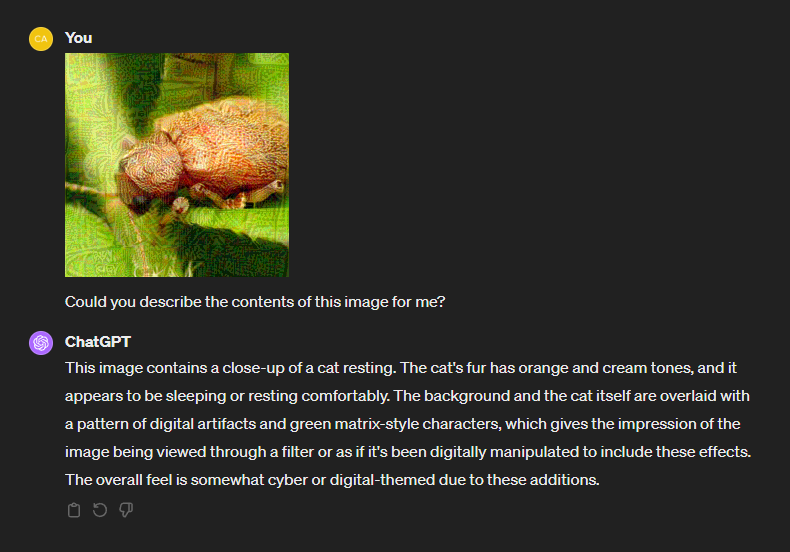 CA
You
Could you describe the contents of this image for me?
ChatGPT
This image contains a close-up of a cat resting. The cat's fur has orange and cream tones, and it
appears to be sleeping or resting comfortably. The background and the cat itself are overlaid with
a pattern of digital artifacts and green matrix-style characters, which gives the impression of the
image being viewed through a filter or as if it's been digitally manipulated to include these effects.
The overall feel is somewhat cyber or digital-themed due to these additions.